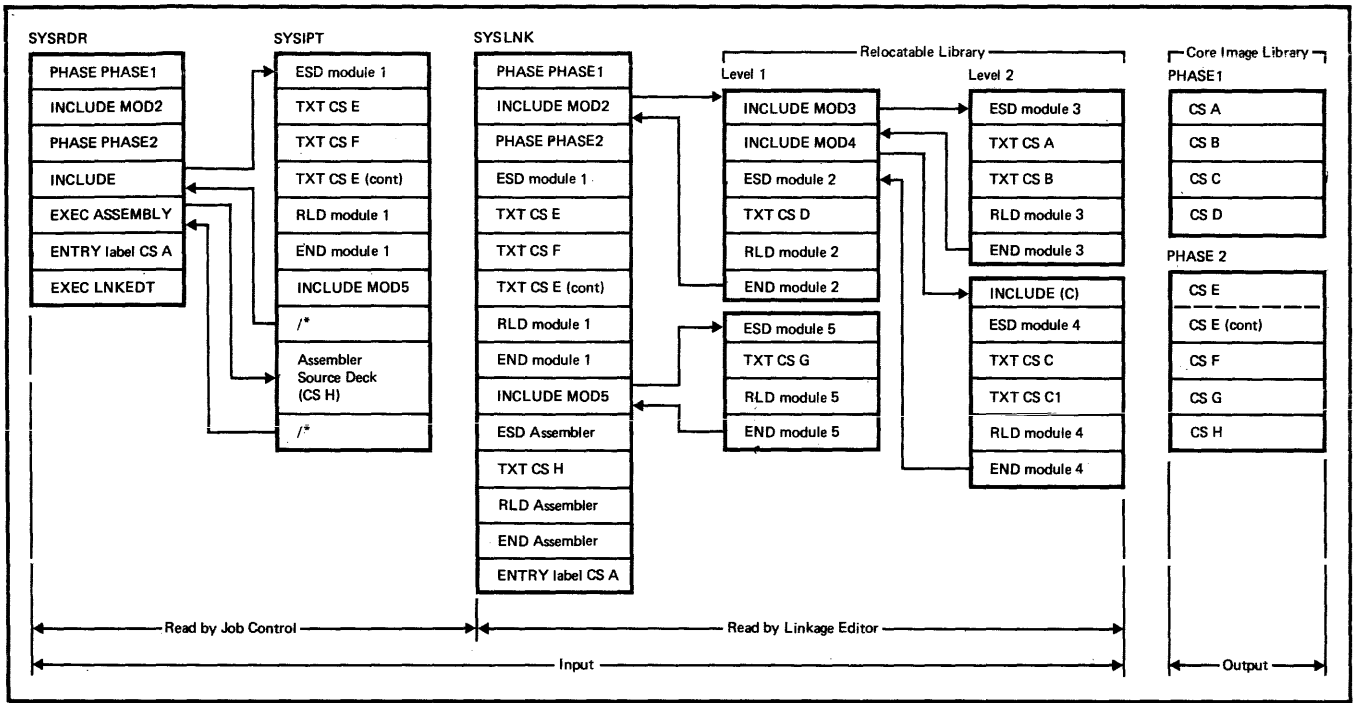 SYSRDR
PHASE PHASE1
INCLUDE MOD2
PHASE PHASE2
INCLUDE
EXEC ASSEMBLY
ENTRY label CS A
EXEC LNKEDT
SYSIPT
ESD module 1
TXT CS E
TXT CS F
TXT CS E (cont)
RLD module 1
END module 1
INCLUDE MOD5
/*
Assembler
Source Deck
(CS H)
/*
SYSLNK
PHASE PHASE1
INCLUDE MOD2
PHASE PHASE2
ESD module 1
TXT CS E
TXT CS F
TXT CS E (cont)
RLD module 1
END module 1
INCLUDE MOD5
ESD Assembler
TXT CS H
RLD Assembler
END Assembler
ENTRY label CS A
Relocatable Library
Level 1
INCLUDE MOD3
INCLUDE MOD4
ESD module 2
TXT CS D
RLD module 2
END module 2
ESD module 5
TXT CS G
RLD module 5
END module 5
Level 2
ESD module 3
TXT CS A
TXT CS B
RLD module 3
END module 3
INCLUDE (C)
ESD module 4
TXT CS C
TXT CS C1
RLD module 4
END module 4
Core Image Library
PHASE1
CS A
CS B
CS C
CS D
PHASE 2
CS E
CS E (cont)
CS F
CS G
CS H
Read by Job Control
Read by Linkage Editor
Input
Output